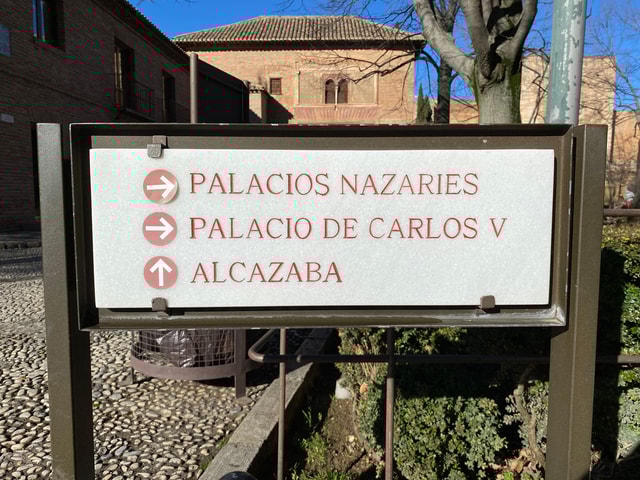 PALACIOS NAZARIES
PALACIO DE CARLOS V
ALCAZABA